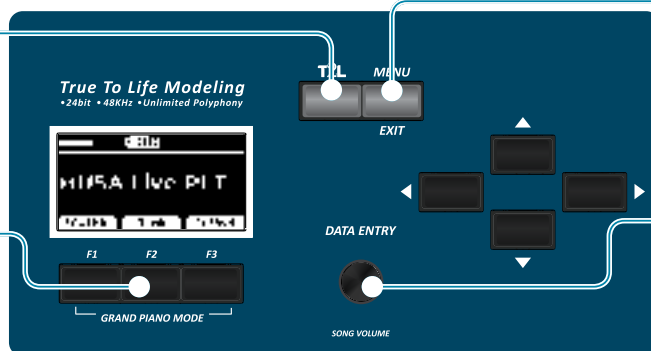 T2L
MENU
True To Life Modeling
•24bit •48KHz •Unlimited Polyphony
EXIT
DATA ENTRY
F1 F2 F3
GRAND PIANO MODE
SONG VOLUME